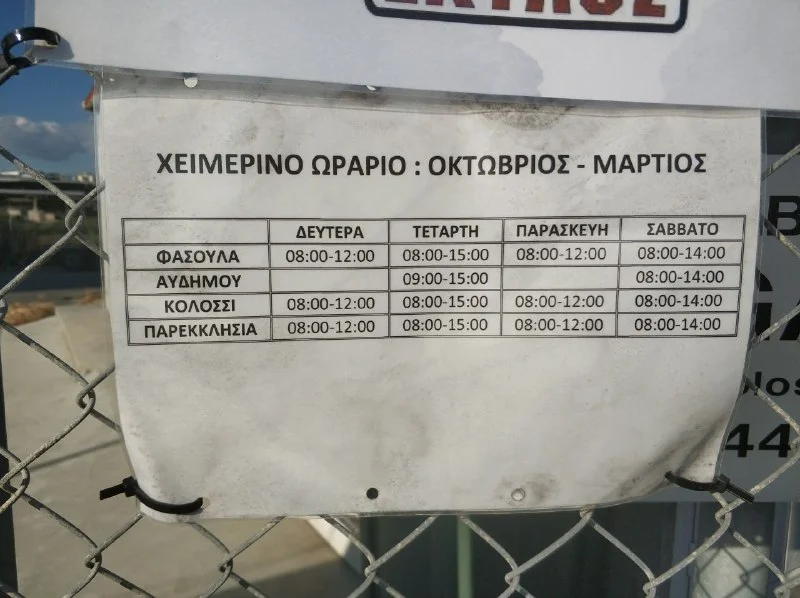 ΧΕΙΜΕΡΙΝΟ ΩΡΑΡΙΟ : ΟΚΤΩΒΡΙΟΣ - ΜΑΡΤΙΟΣ
ΔΕΥΤΕΡΑ ΤΕΤΑΡΤΗ ΠΑΡΑΣΚΕΥΗ ΣΑΒΒΑΤΟ
ΦΑΣΟΥΛΑ 08:00-12:00 08:00-15:00 08:00-12:00 08:00-14:00
ΑΥΔΗΜΟΥ 09:00-15:00 08:00-14:00
ΚΟΛΟΣΣΙ 08:00-12:00 08:00-15:00 08:00-12:00 08:00-14:00
ΠΑΡΕΚΚΛΗΣΙΑ 08:00-12:00 08:00-15:00 08:00-12:00 08:00-14:00
44